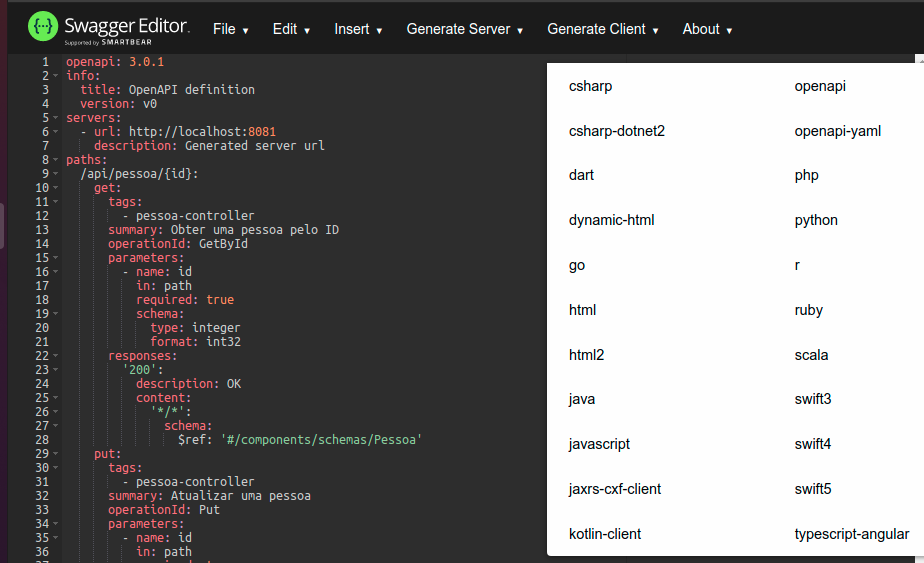 Swagger Editor.
Supported by SMARTBEAR
File ▾ Edit ▾ Insert ▾ Generate Server ▾ Generate Client ▾ About ▾
1 openapi: 3.0.1
2 info:
3 title: OpenAPI definition
4 version: v0
5 servers:
6 - url: http://localhost:8081
7 description: Generated server url
8 paths:
9 /api/pessoa/{id}:
10 get:
11 tags:
12 - pessoa-controller
13 summary: Obter uma pessoa pelo ID
14 operationId: GetById
15 parameters:
16 - name: id
17 in: path
18 required: true
19 schema:
20 type: integer
21 format: int32
22 responses:
23 '200':
24 description: OK
25 content:
26 '*/*':
27 schema:
28 $ref: '#/components/schemas/Pessoa'
29 put:
30 tags:
31 - pessoa-controller
32 summary: Atualizar uma pessoa
33 operationId: Put
34 parameters:
35 - name: id
36 in: path
csharp
csharp-dotnet2
dart
dynamic-html
go
html
html2
java
javascript
jaxrs-cxf-client
kotlin-client
openapi
openapi-yaml
php
python
r
ruby
scala
swift3
swift4
swift5
typescript-angular